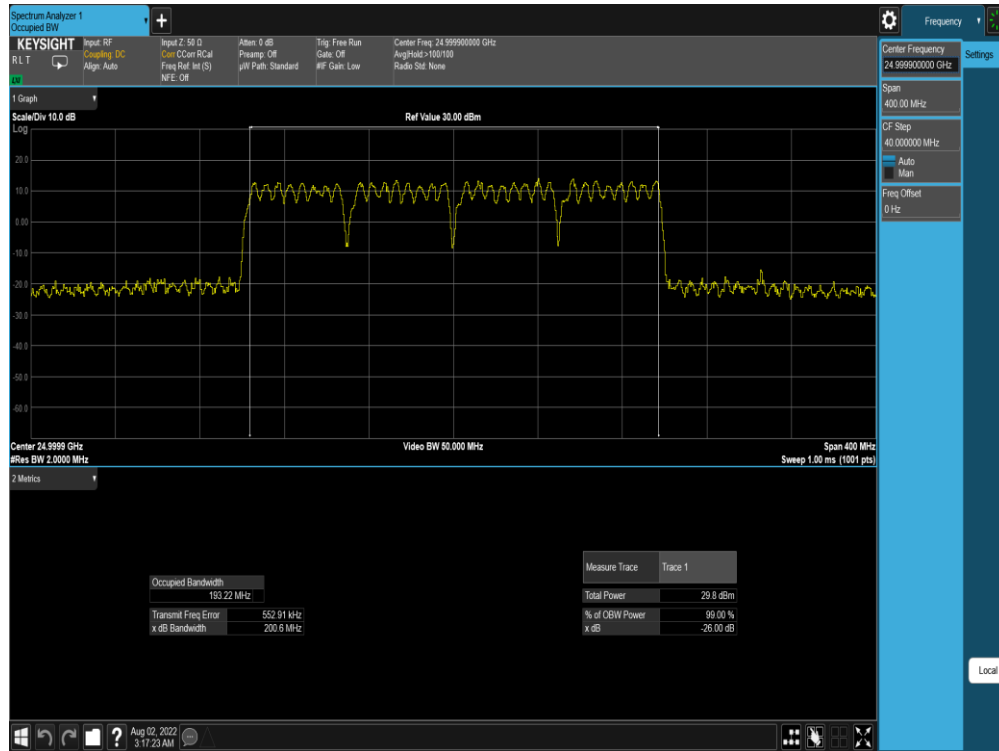 Spectrum Analyzer 1
Occupied BW
+
Frequency
KEYSIGHT
R L T
LV
Input: RF
Coupling: DC
Align: Auto
Input Z: 50 Ω
Corr CCorr RCal
Freq Ref: Int (S)
NFE: Off
Atten: 0 dB
Preamp: Off
µW Path: Standard
Trig: Free Run
Gate: Off
#IF Gain: Low
Center Freq: 24.999900000 GHz
Avg|Hold:>100/100
Radio Std: None
Center Frequency
24.999900000 GHz
Settings
Span
400.00 MHz
CF Step
40.000000 MHz
Auto
Man
Freq Offset
0 Hz
1 Graph
Scale/Div 10.0 dB
Ref Value 30.00 dBm
Log
20.0
10.0
0.00
-10.0
-20.0
-30.0
-40.0
-50.0
-60.0
Center 24.9999 GHz
Video BW 50.000 MHz
Span 400 MHz
#Res BW 2.0000 MHz
Sweep 1.00 ms (1001 pts)
2 Metrics
Occupied Bandwidth
193.22 MHz
Transmit Freq Error 552.91 kHz
x dB Bandwidth 200.6 MHz
Measure Trace Trace 1
Total Power 29.8 dBm
% of OBW Power 99.00 %
x dB -26.00 dB
Local
?
Aug 02, 2022
3:17:23 AM